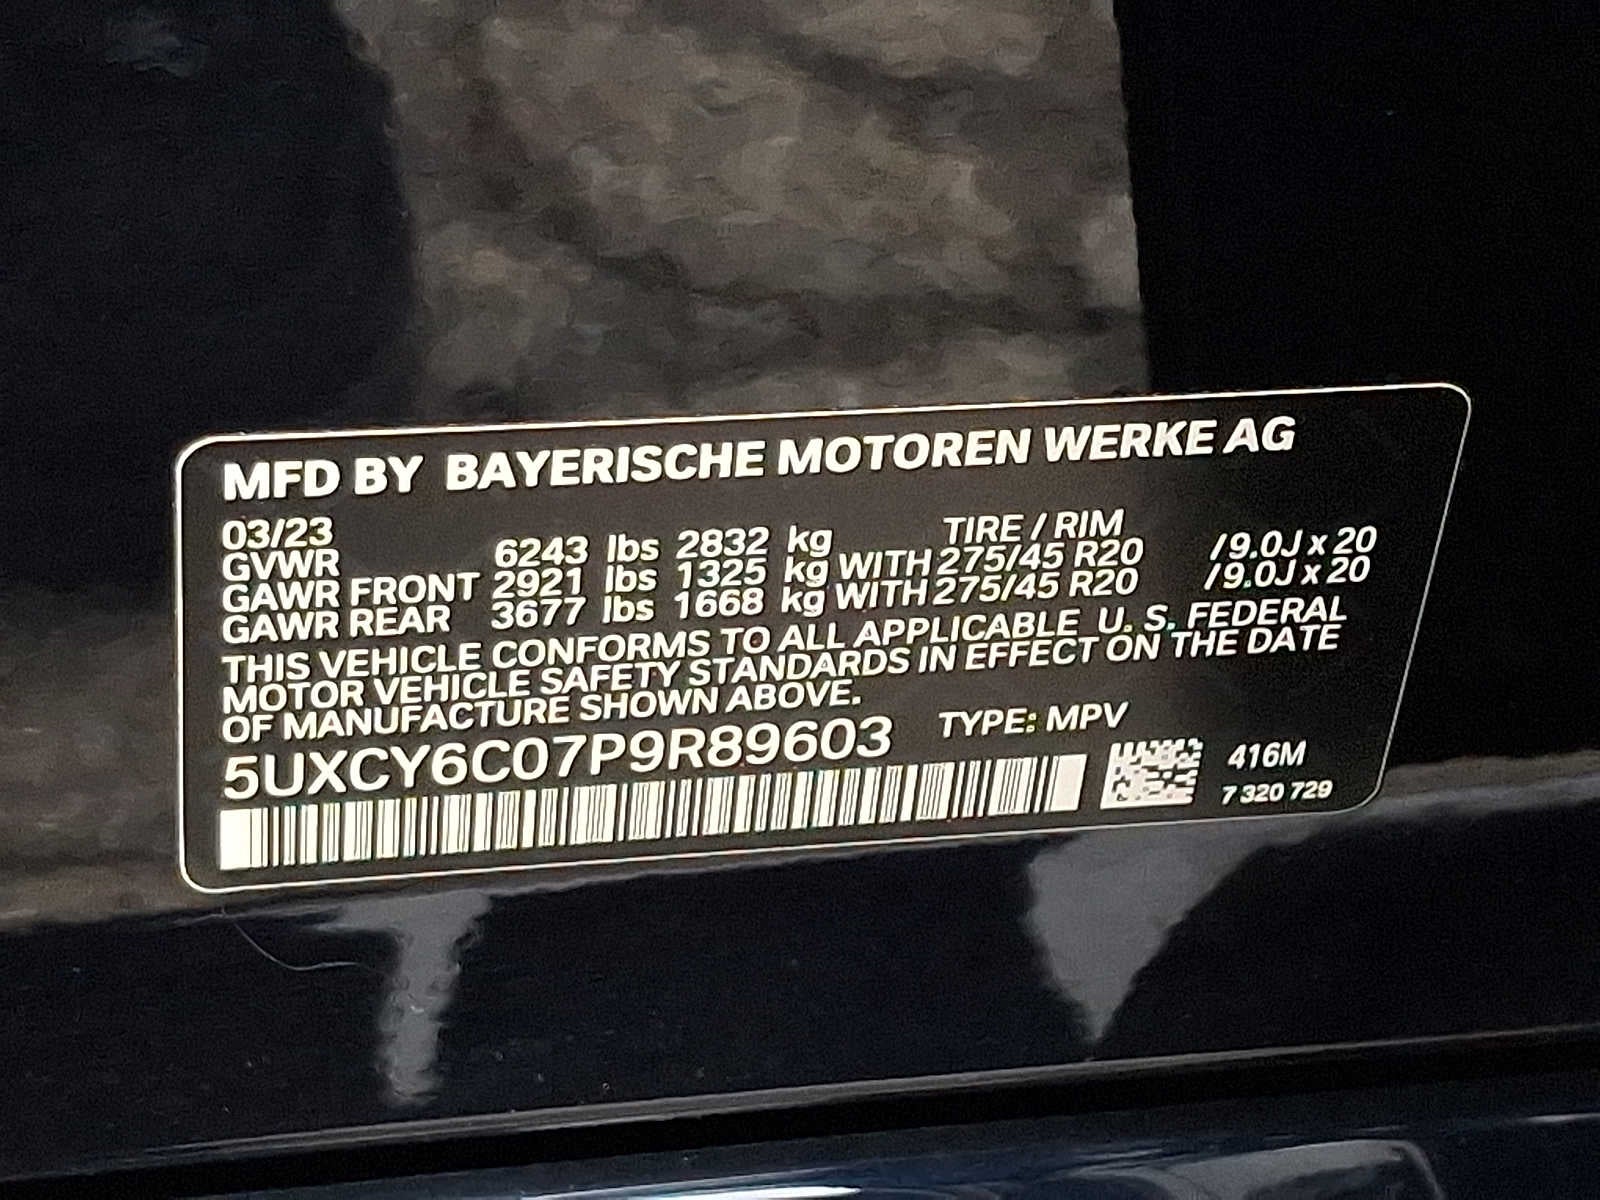 MFD BY BAYERISCHE MOTOREN WERKE AG
03/23 TIRE / RIM
GVWR 6243 lbs 2832 kg
GAWR FRONT 2921 lbs 1325 kg WITH 275/45 R20 / 9.0J x 20
GAWR REAR 3677 lbs 1668 kg WITH 275/45 R20 / 9.0J x 20
THIS VEHICLE CONFORMS TO ALL APPLICABLE U. S. FEDERAL
MOTOR VEHICLE SAFETY STANDARDS IN EFFECT ON THE DATE
OF MANUFACTURE SHOWN ABOVE.
5UXCY6C07P9R89603 TYPE: MPV
416M
7 320 729